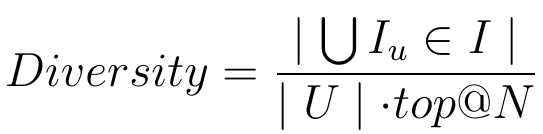 Diversity = | ⋃ I_u ∈ I | / | U | ·top@N